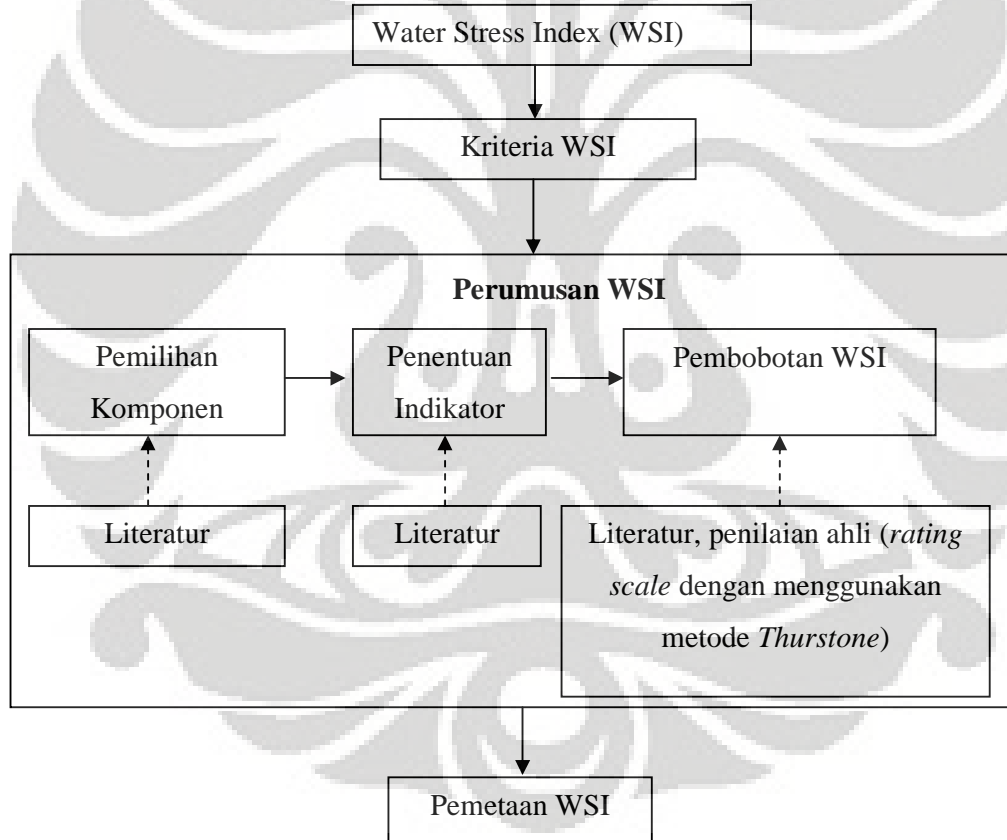 Water Stress Index (WSI)
Kriteria WSI
Perumusan WSI
Pemilihan
Komponen
Penentuan
Indikator
Pembobotan WSI
Literatur
Literatur
Literatur, penilaian ahli (rating
scale dengan menggunakan
metode Thurstone)
Pemetaan WSI